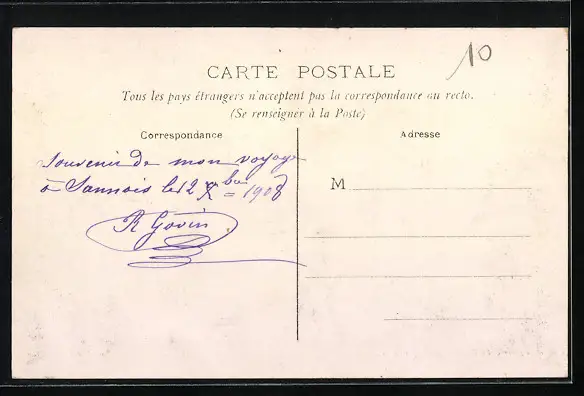 10
CARTE POSTALE
Tous les pays étrangers n'acceptent pas la correspondance au recto.
(Se renseigner à la Poste)
Correspondance
Adresse
Souvenir de mon voyage
à Sannois le 12 Xbre = 1908
R Govin
M